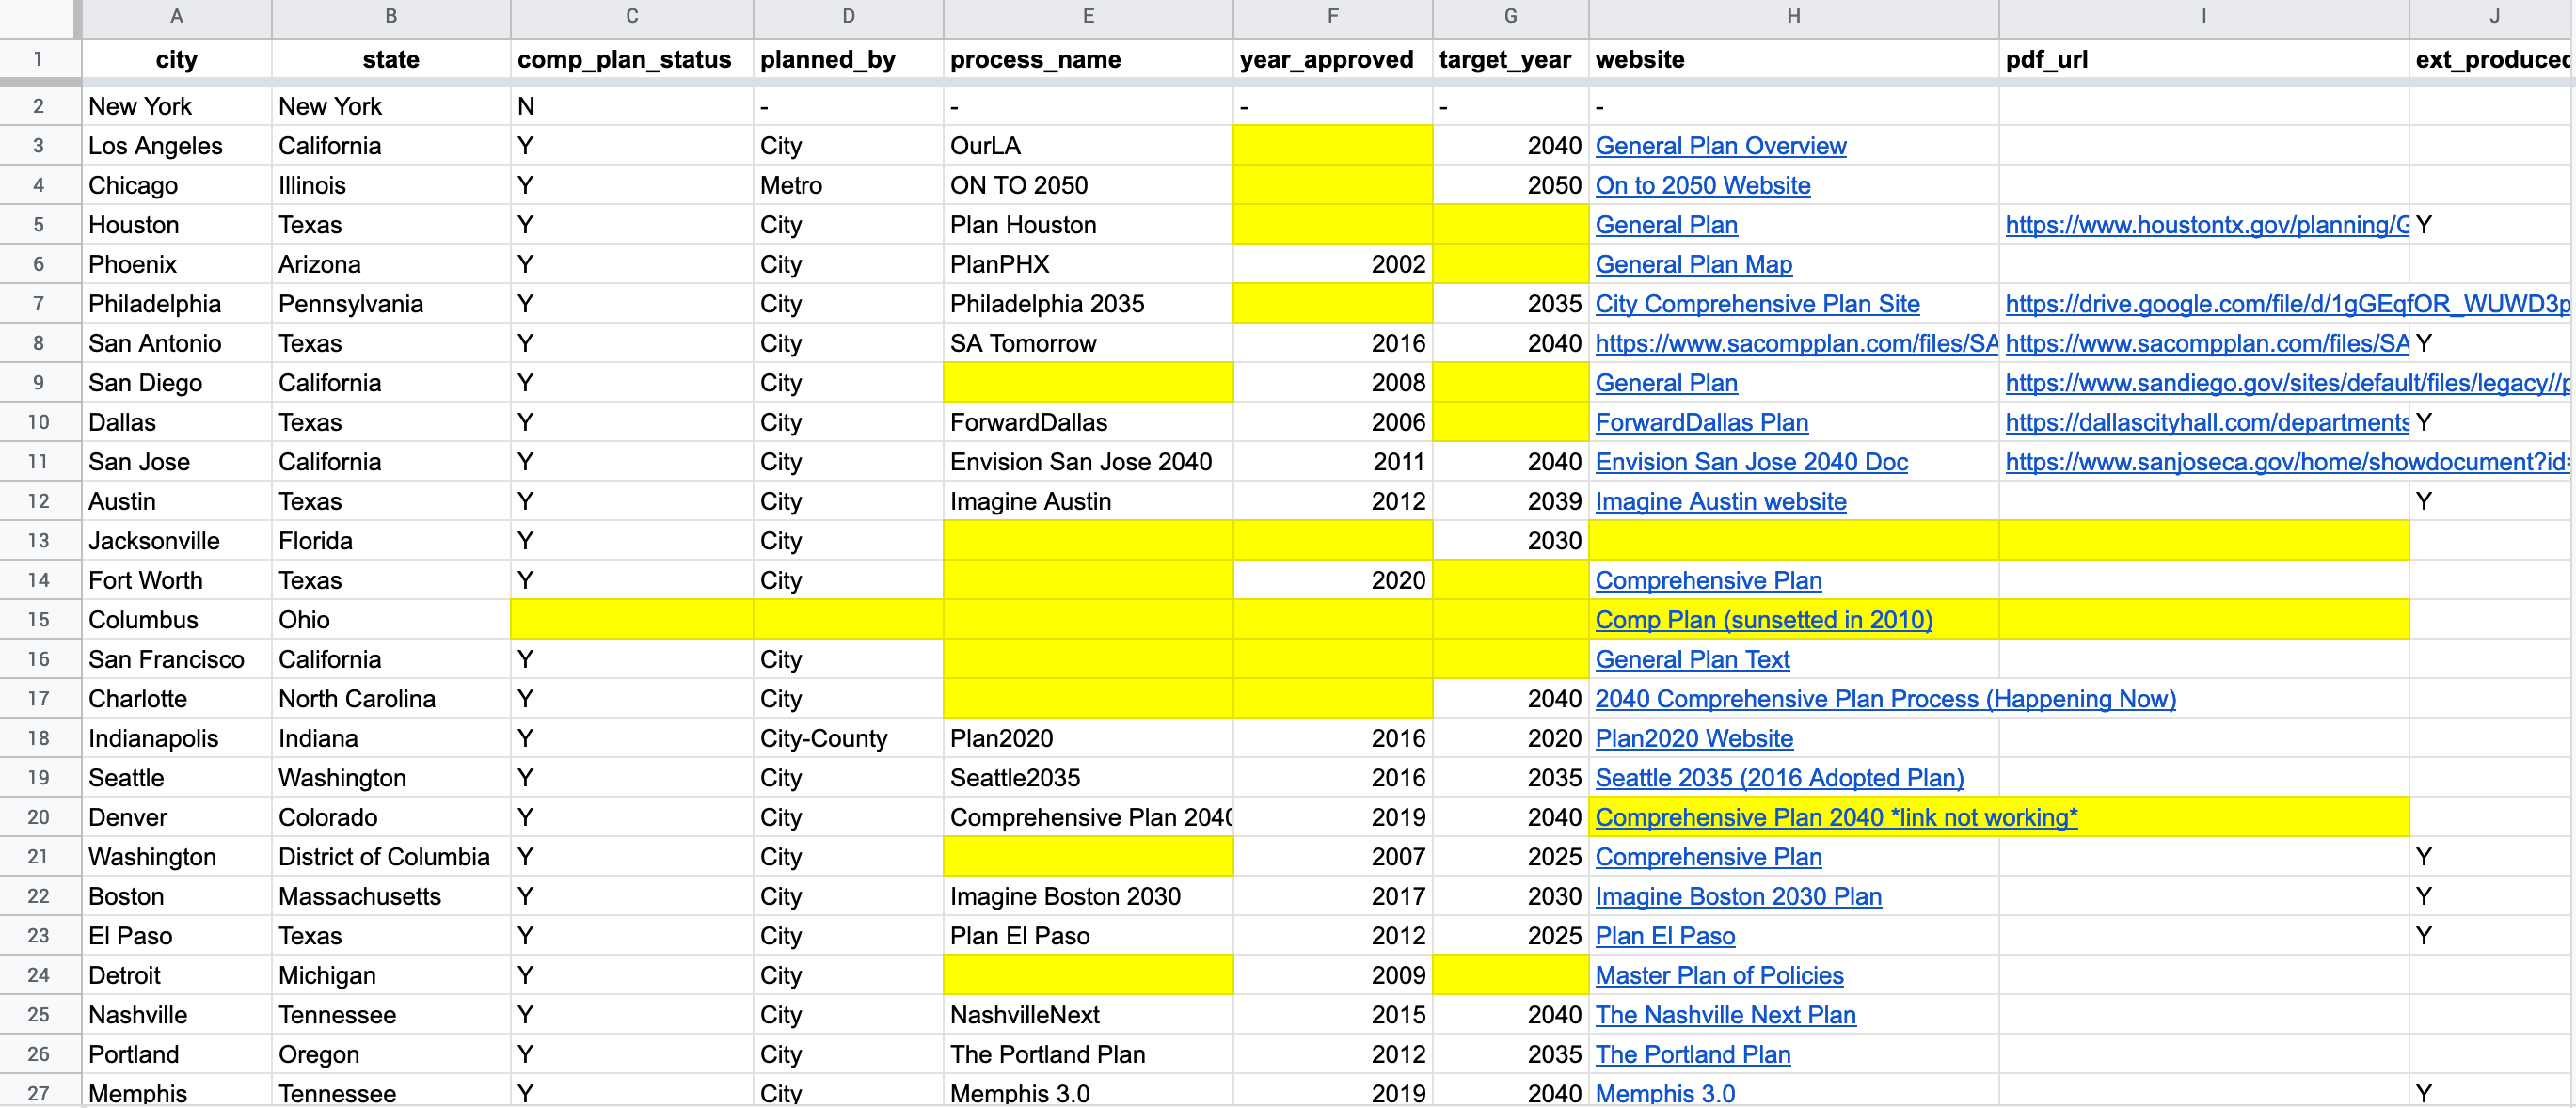 A B C D E F G H I J
1 city state comp_plan_status planned_by process_name year_approved target_year website pdf_url ext_produced
2 New York New York N - - - - -
3 Los Angeles California Y City OurLA 2040 General Plan Overview
4 Chicago Illinois Y Metro ON TO 2050 2050 On to 2050 Website
5 Houston Texas Y City Plan Houston General Plan https://www.houstontx.gov/planning/G Y
6 Phoenix Arizona Y City PlanPHX 2002 General Plan Map
7 Philadelphia Pennsylvania Y City Philadelphia 2035 2035 City Comprehensive Plan Site https://drive.google.com/file/d/1gGEqfOR_WUWD3p
8 San Antonio Texas Y City SA Tomorrow 2016 2040 https://www.sacompplan.com/files/SA https://www.sacompplan.com/files/SA Y
9 San Diego California Y City 2008 General Plan https://www.sandiego.gov/sites/default/files/legacy//p
10 Dallas Texas Y City ForwardDallas 2006 ForwardDallas Plan https://dallascityhall.com/departments Y
11 San Jose California Y City Envision San Jose 2040 2011 2040 Envision San Jose 2040 Doc https://www.sanjoseca.gov/home/showdocument?id=
12 Austin Texas Y City Imagine Austin 2012 2039 Imagine Austin website Y
13 Jacksonville Florida Y City 2030
14 Fort Worth Texas Y City 2020 Comprehensive Plan
15 Columbus Ohio Comp Plan (sunsetted in 2010)
16 San Francisco California Y City General Plan Text
17 Charlotte North Carolina Y City 2040 2040 Comprehensive Plan Process (Happening Now)
18 Indianapolis Indiana Y City-County Plan2020 2016 2020 Plan2020 Website
19 Seattle Washington Y City Seattle2035 2016 2035 Seattle 2035 (2016 Adopted Plan)
20 Denver Colorado Y City Comprehensive Plan 2040 2019 2040 Comprehensive Plan 2040 *link not working*
21 Washington District of Columbia Y City 2007 2025 Comprehensive Plan Y
22 Boston Massachusetts Y City Imagine Boston 2030 2017 2030 Imagine Boston 2030 Plan Y
23 El Paso Texas Y City Plan El Paso 2012 2025 Plan El Paso Y
24 Detroit Michigan Y City 2009 Master Plan of Policies
25 Nashville Tennessee Y City NashvilleNext 2015 2040 The Nashville Next Plan
26 Portland Oregon Y City The Portland Plan 2012 2035 The Portland Plan
27 Memphis Tennessee Y City Memphis 3.0 2019 2040 Memphis 3.0 Y